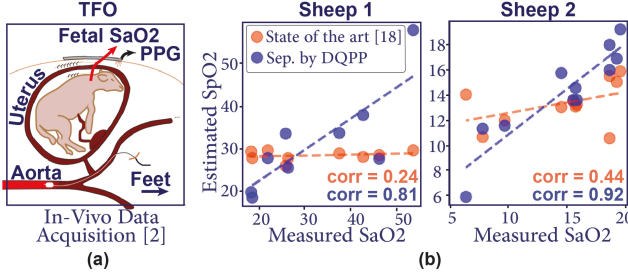 TFO
Fetal SaO2
PPG
Uterus
Aorta
Feet
In-Vivo Data
Acquisition [2]
(a)
Sheep 1
State of the art [18]
Sep. by DQPP
Estimated SpO2
50
40
30
20
corr = 0.24
corr = 0.81
20 30 40 50
Measured SaO2
Sheep 2
18
16
14
12
10
8
6
corr = 0.44
corr = 0.92
5 10 15 20
Measured SaO2
(b)